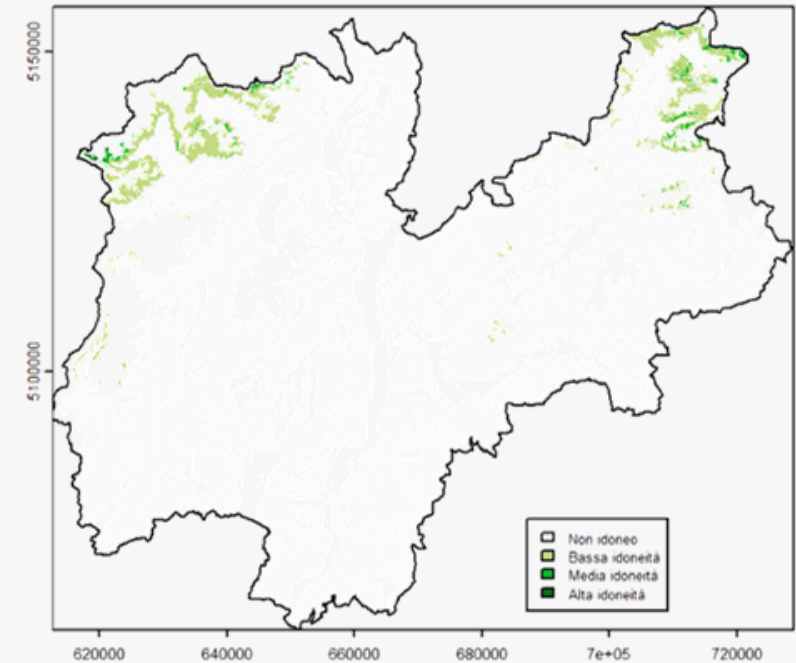 5150000
5100000
Non idoneo
Bassa idoneità
Media idoneità
Alta idoneità
620000 640000 660000 680000 7e+05 720000